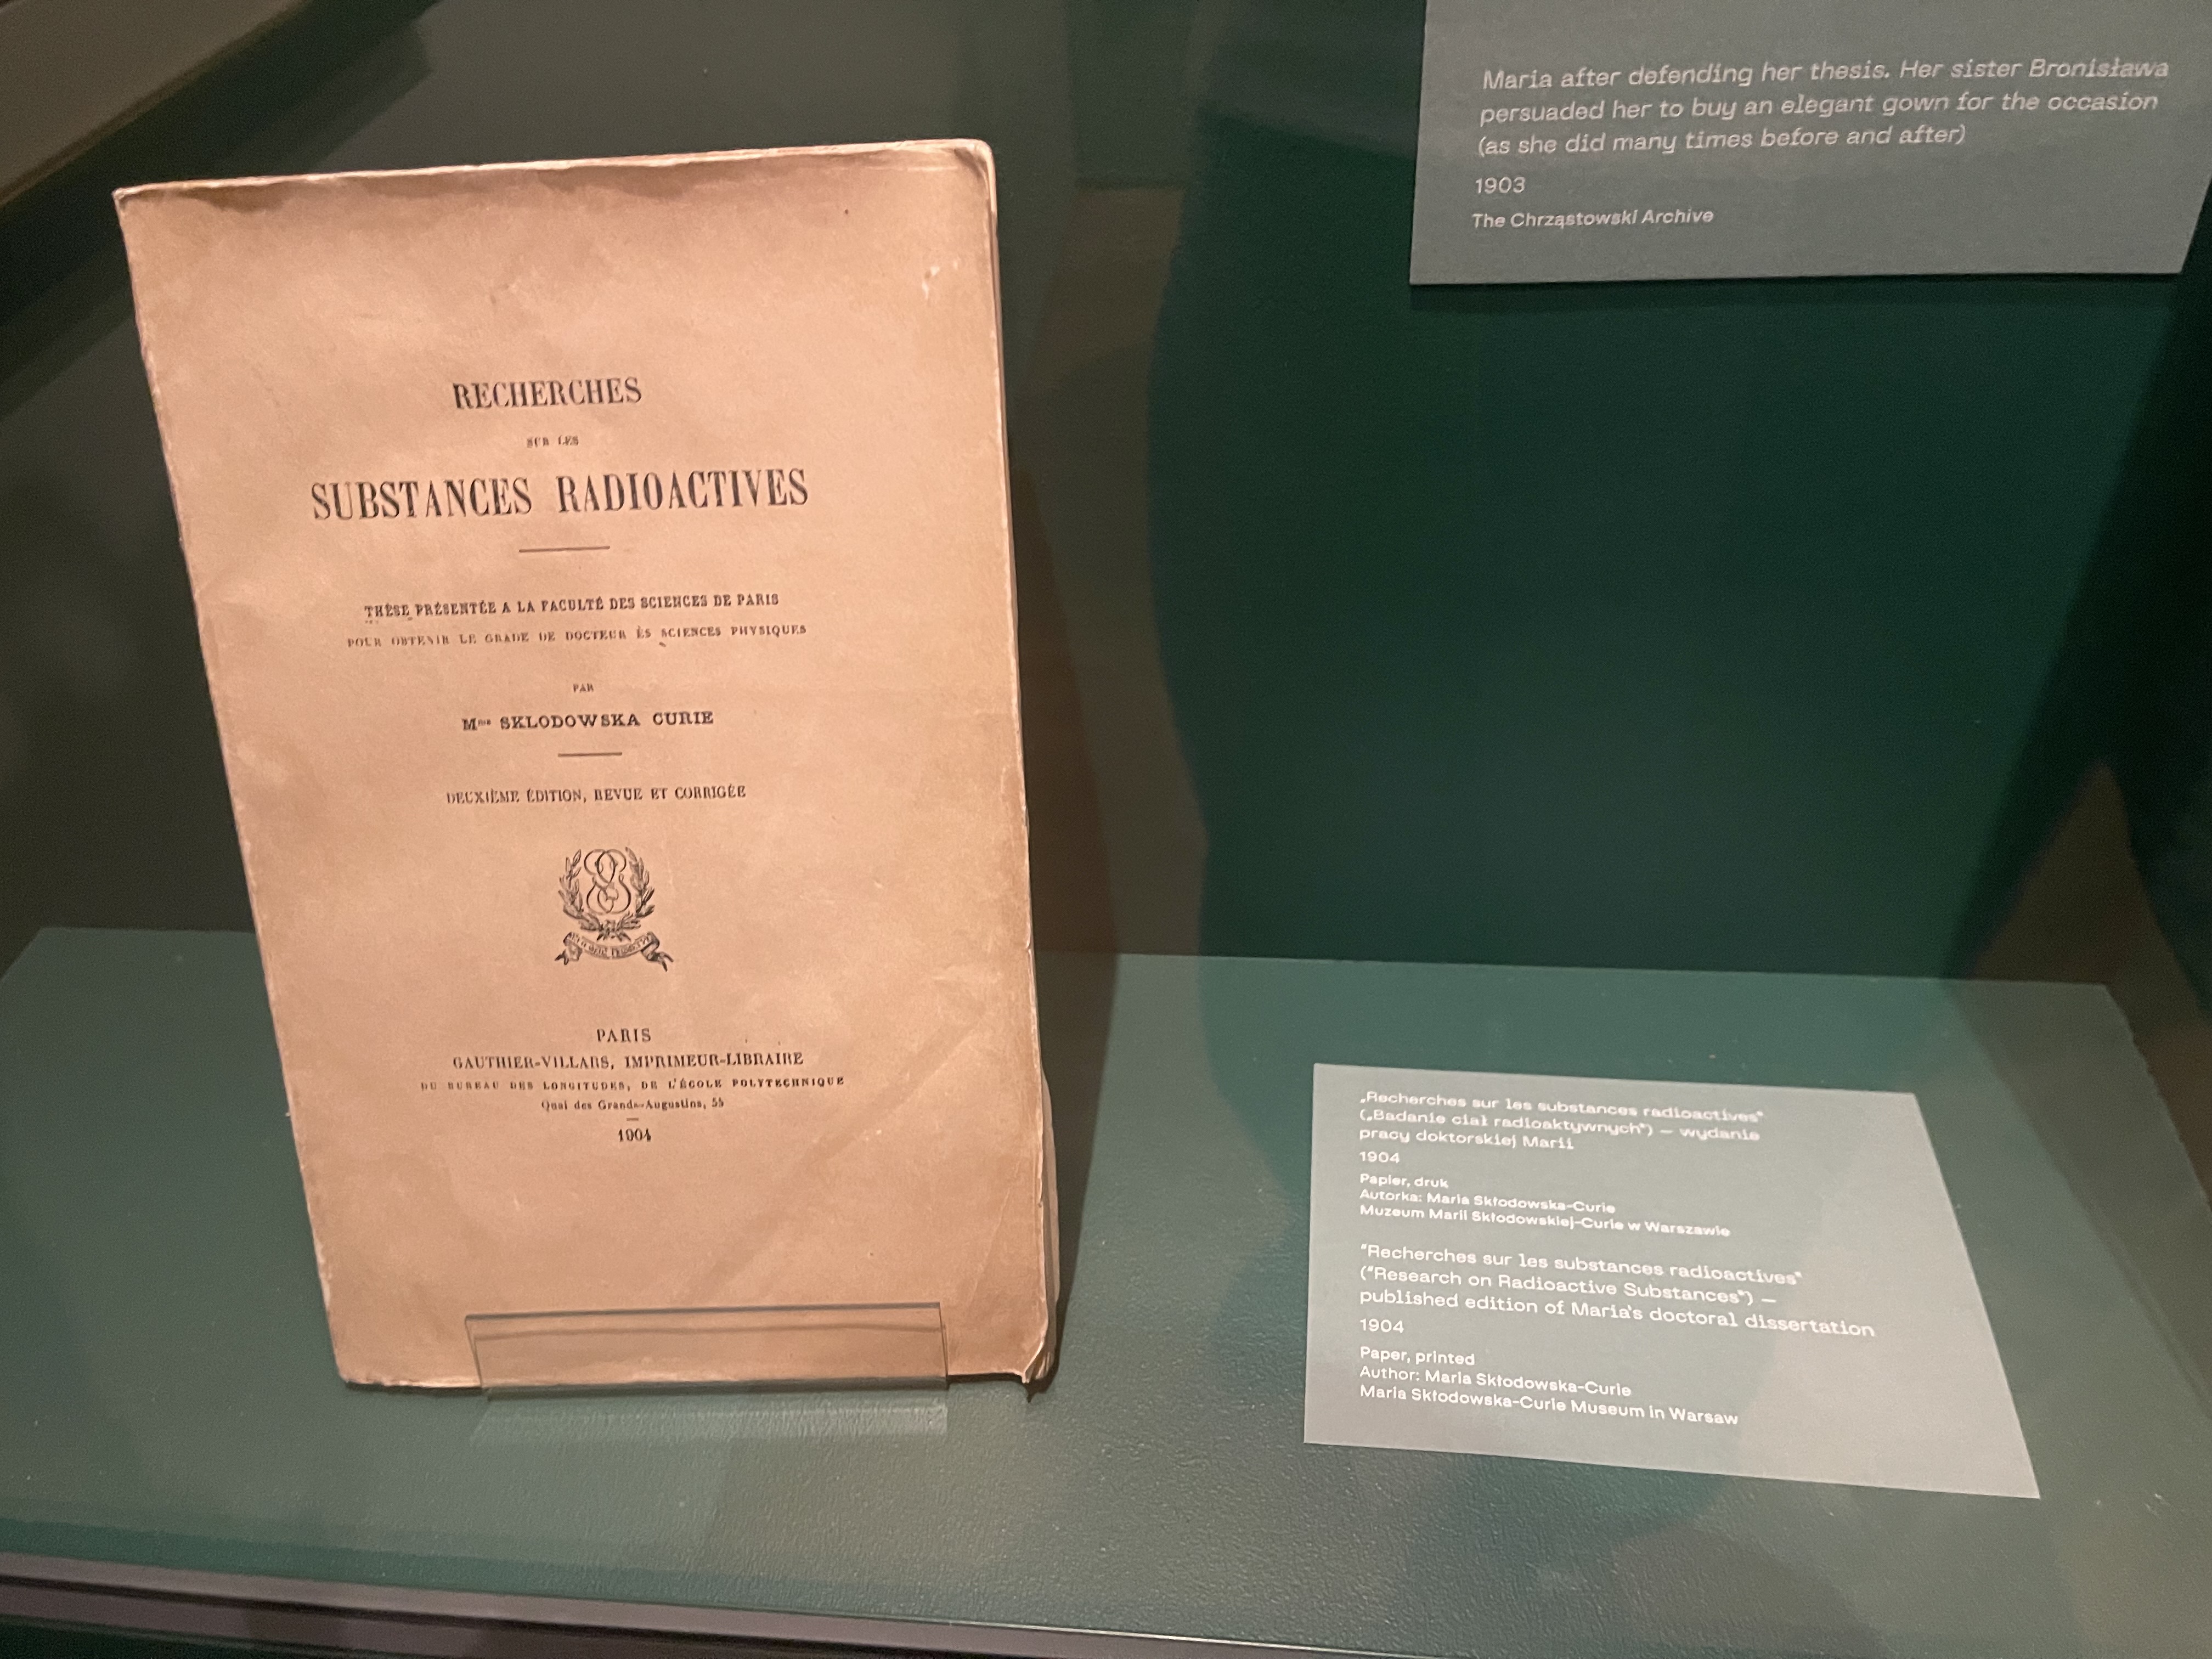 RECHERCHES
SUR LES
SUBSTANCES RADIOACTIVES
THÈSE PRÉSENTÉE A LA FACULTÉ DES SCIENCES DE PARIS
POUR OBTENIR LE GRADE DE DOCTEUR ÈS SCIENCES PHYSIQUES
PAR
Mme SKLODOWSKA CURIE
DEUXIÈME ÉDITION, REVUE ET CORRIGÉE
PARIS
GAUTHIER-VILLARS, IMPRIMEUR-LIBRAIRE
DU BUREAU DES LONGITUDES, DE L'ÉCOLE POLYTECHNIQUE
Quai des Grands-Augustins, 55
1904
Maria after defending her thesis. Her sister Bronisława
persuaded her to buy an elegant gown for the occasion
(as she did many times before and after)
1903
The Chrząstowski Archive
„Recherches sur les substances radioactives”
(„Badanie ciał radioaktywnych”) – wydanie
pracy doktorskiej Marii
1904
Papier, druk
Autorka: Maria Skłodowska-Curie
Muzeum Marii Skłodowskiej-Curie w Warszawie
“Recherches sur les substances radioactives”
(“Research on Radioactive Substances”) –
published edition of Maria’s doctoral dissertation
1904
Paper, printed
Author: Maria Skłodowska-Curie
Maria Skłodowska-Curie Museum in Warsaw